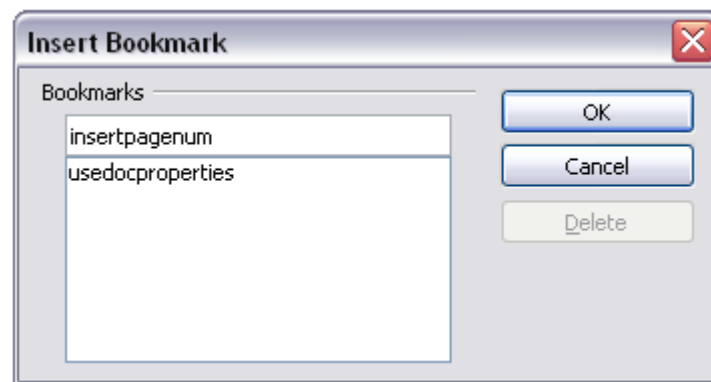 Insert Bookmark
Bookmarks
insertpagenum
usedocproperties
OK
Cancel
Delete